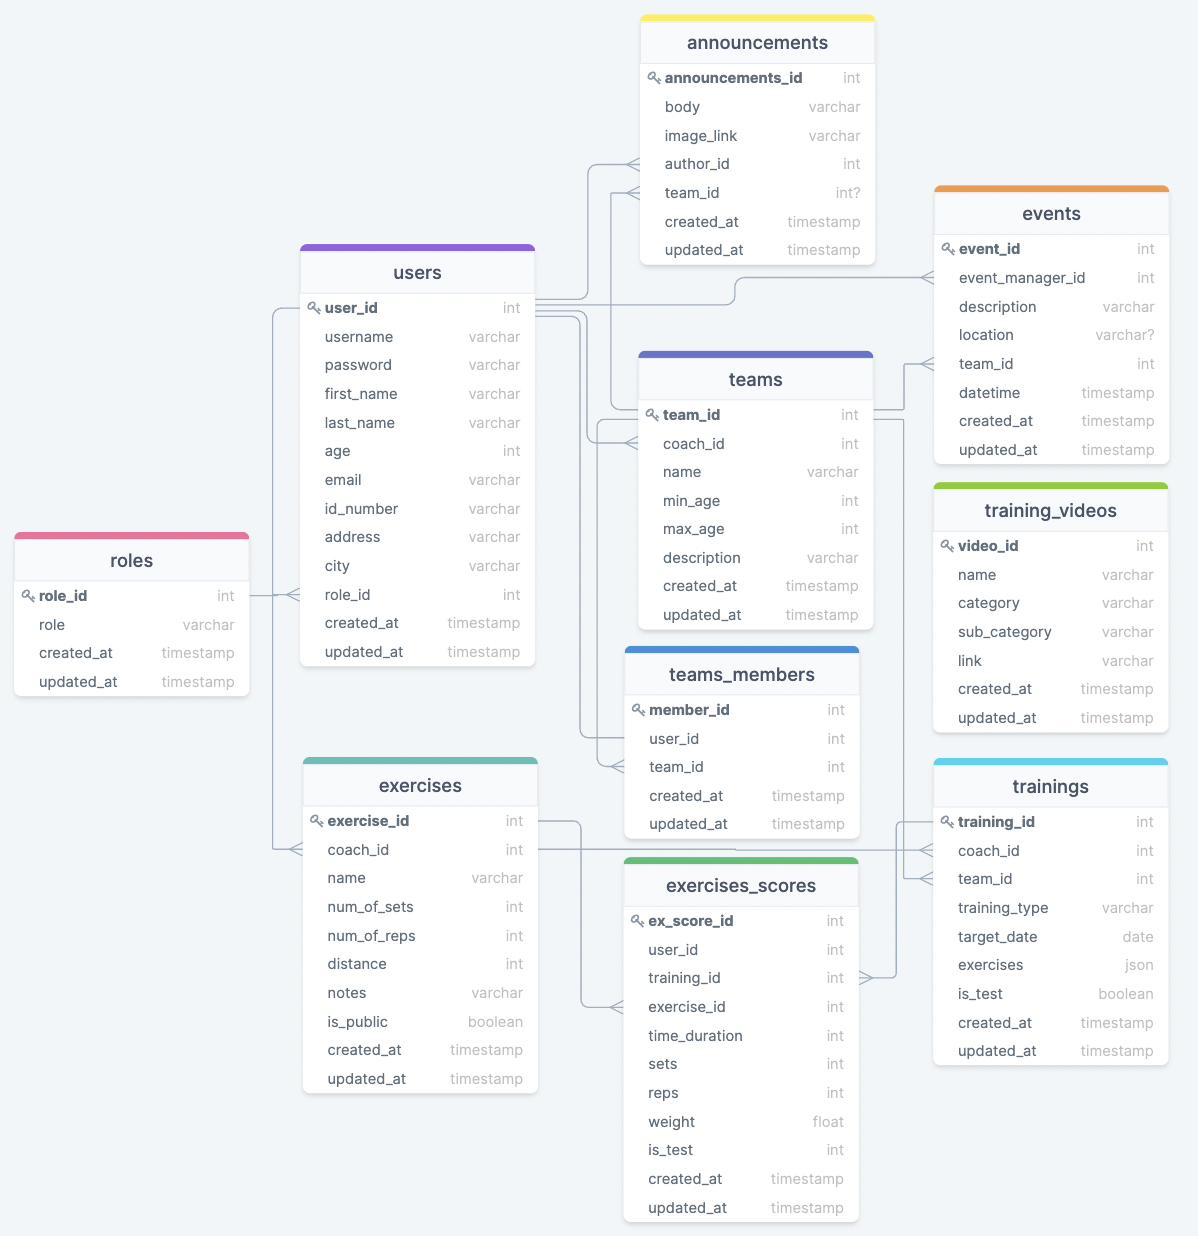 announcements
announcements_id int
body varchar
image_link varchar
author_id int
team_id int?
created_at timestamp
updated_at timestamp
events
event_id int
event_manager_id int
description varchar
location varchar?
team_id int
datetime timestamp
created_at timestamp
updated_at timestamp
users
user_id int
username varchar
password varchar
first_name varchar
last_name varchar
age int
email varchar
id_number varchar
address varchar
city varchar
role_id int
created_at timestamp
updated_at timestamp
teams
team_id int
coach_id int
name varchar
min_age int
max_age int
description varchar
created_at timestamp
updated_at timestamp
training_videos
video_id int
name varchar
category varchar
sub_category varchar
link varchar
created_at timestamp
updated_at timestamp
roles
role_id int
role varchar
created_at timestamp
updated_at timestamp
teams_members
member_id int
user_id int
team_id int
created_at timestamp
updated_at timestamp
exercises
exercise_id int
coach_id int
name varchar
num_of_sets int
num_of_reps int
distance int
notes varchar
is_public boolean
created_at timestamp
updated_at timestamp
trainings
training_id int
coach_id int
team_id int
training_type varchar
target_date date
exercises json
is_test boolean
created_at timestamp
updated_at timestamp
exercises_scores
ex_score_id int
user_id int
training_id int
exercise_id int
time_duration int
sets int
reps int
weight float
is_test int
created_at timestamp
updated_at timestamp